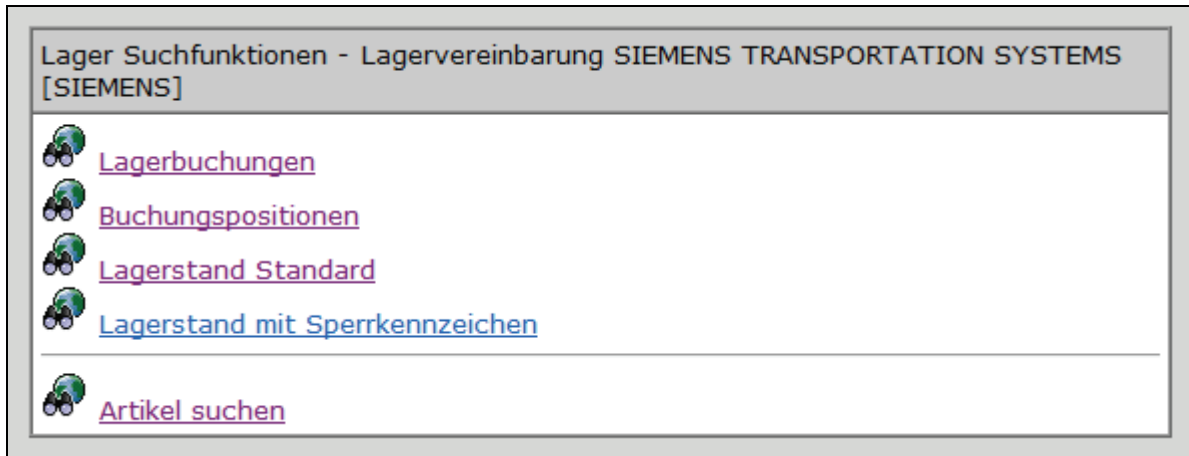 Lager Suchfunktionen - Lagervereinbarung SIEMENS TRANSPORTATION SYSTEMS
[SIEMENS]
Lagerbuchungen
Buchungspositionen
Lagerstand Standard
Lagerstand mit Sperrkennzeichen
Artikel suchen